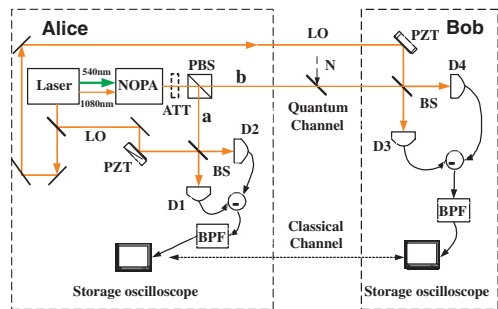 Alice
Bob
LO
PZT
PBS
540nm
Laser
NOPA
b
N
D4
1080nm
ATT
BS
Quantum
Channel
LO
a
D2
D3
PZT
BS
-
D1
-
BPF
BPF
Classical
Channel
Storage oscilloscope
Storage oscilloscope